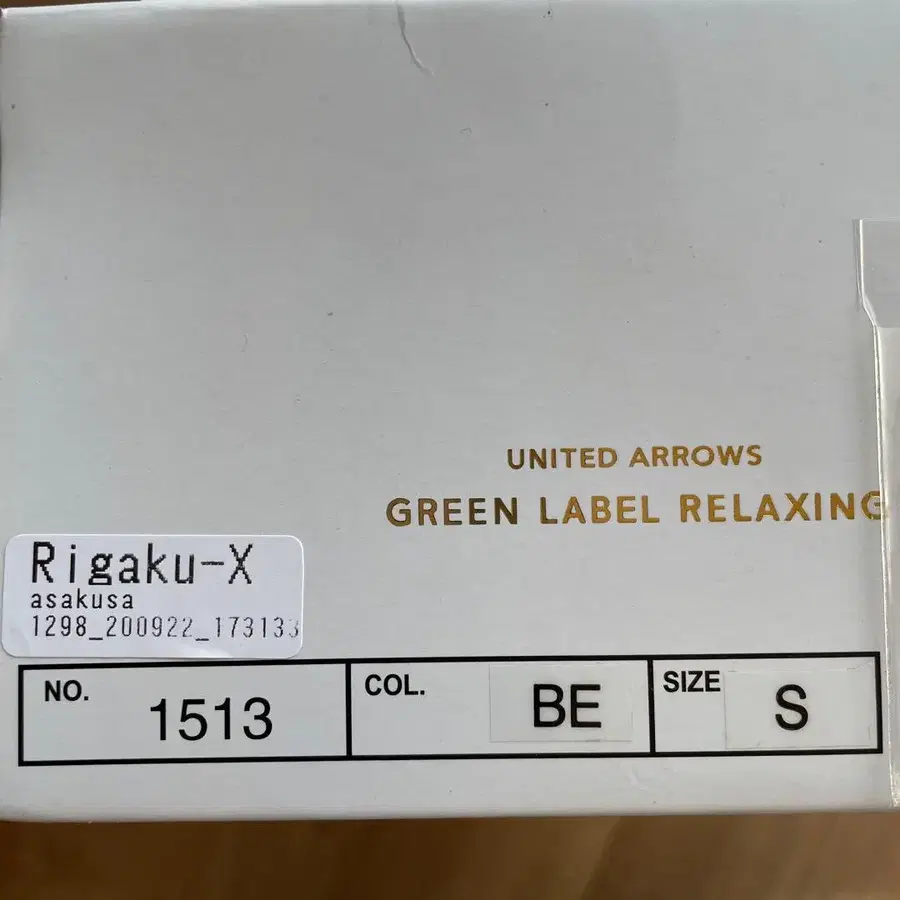 UNITED ARROWS
GREEN LABEL RELAXING
Rigaku-X
asakusa
1298_200922_173133
NO. 1513 COL. BE SIZE S